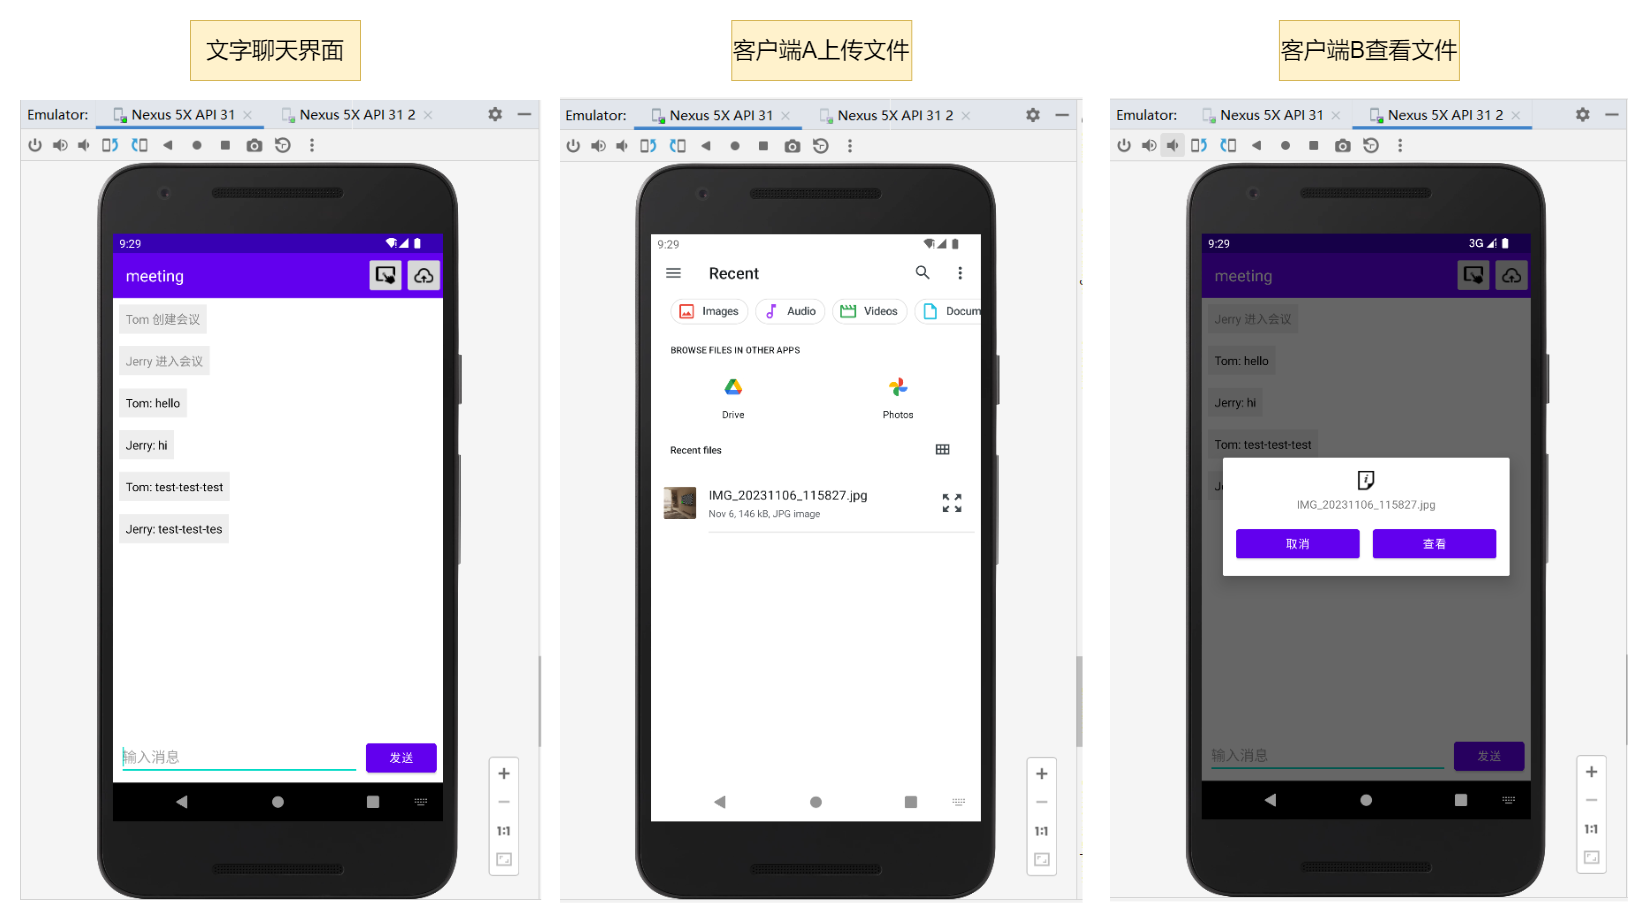 文字聊天界面
客户端A上传文件
客户端B查看文件
Emulator: Nexus 5X API 31 Nexus 5X API 31 2
9:29
meeting
Tom 创建会议
Jerry 进入会议
Tom: hello
Jerry: hi
Tom: test-test-test
Jerry: test-test-tes
输入消息
发送
1:1
Emulator: Nexus 5X API 31 Nexus 5X API 31 2
9:29
Recent
Images Audio Videos Docum
BROWSE FILES IN OTHER APPS
Drive Photos
Recent files
IMG_20231106_115827.jpg
Nov 6, 146 kB, JPG image
1:1
Emulator: Nexus 5X API 31 Nexus 5X API 31 2
9:29 3G
meeting
Jerry 进入会议
Tom: hello
Jerry: hi
Tom: test-test-test
IMG_20231106_115827.jpg
取消 查看
输入消息
发送
1:1